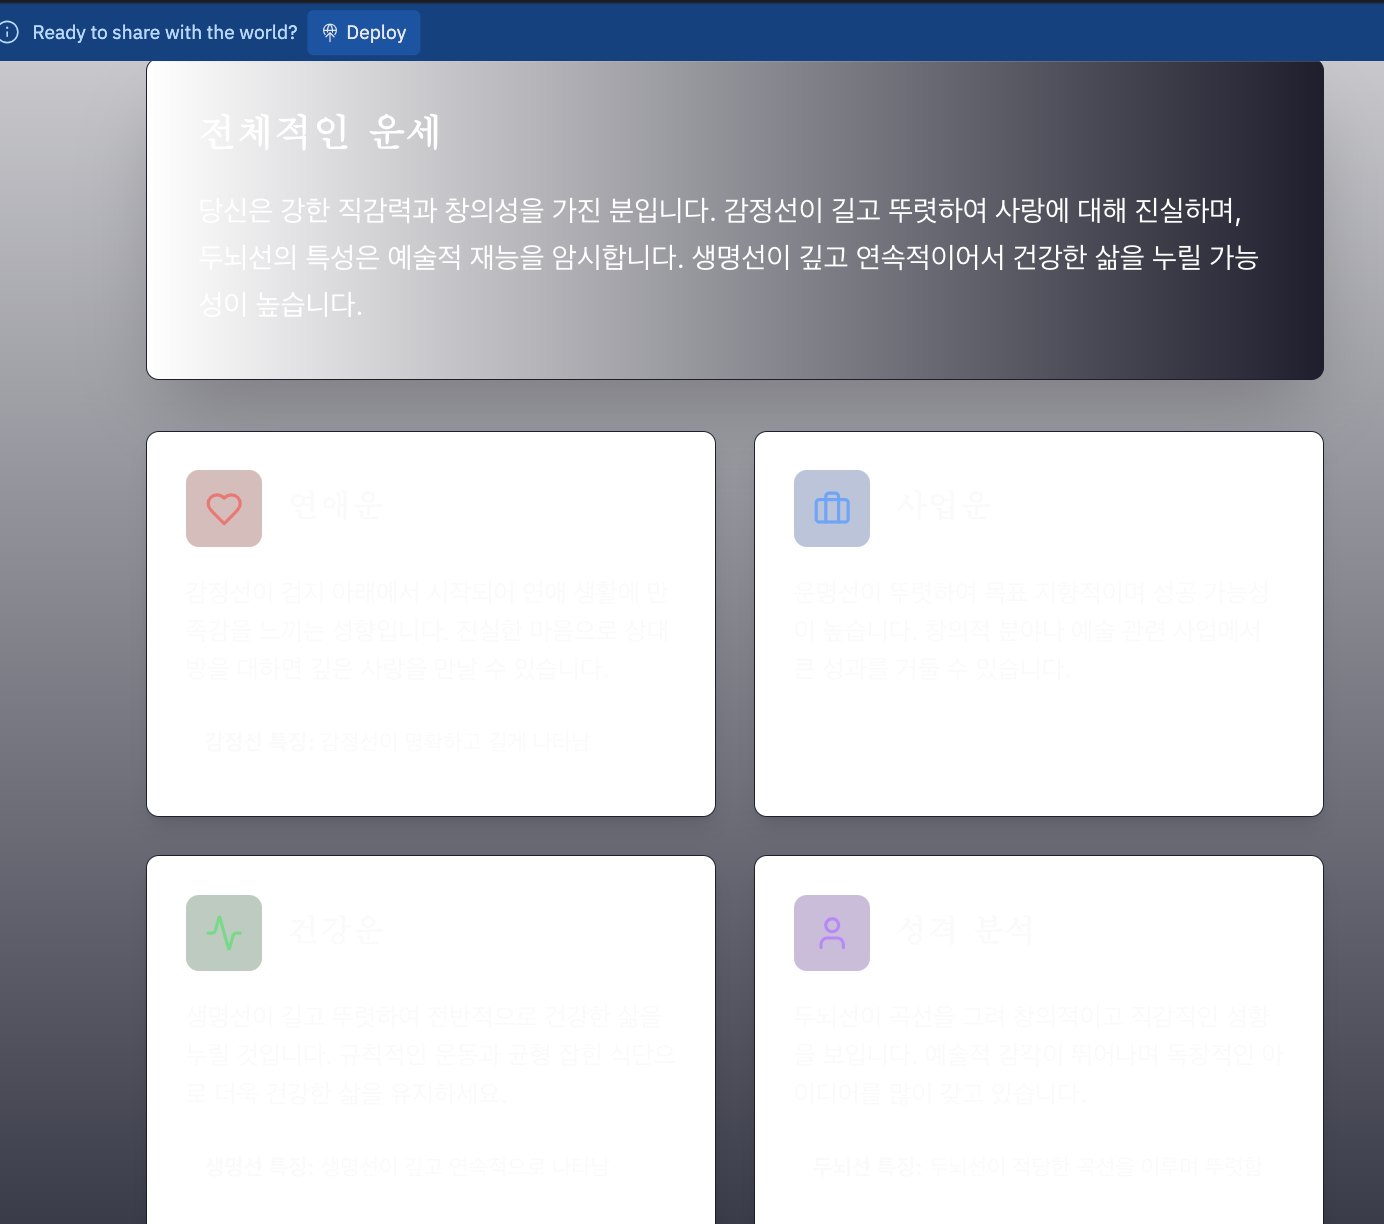 Ready to share with the world?
Deploy
전체적인 운세
당신은 강한 직감력과 창의성을 가진 분입니다. 감정선이 길고 뚜렷하여 사랑에 대해 진실하며,
두뇌선의 특성은 예술적 재능을 암시합니다. 생명선이 깊고 연속적이어서 건강한 삶을 누릴 가능
성이 높습니다.
연애운
사업운
감정선이 검지 아래에서 시작되어 연애 생활에 만
족감을 느끼는 성향입니다. 진실한 마음으로 상대
방을 대하면 깊은 사랑을 만날 수 있습니다.
감정선 특징: 감정선이 명확하고 길게 나타남
운명선이 뚜렷하여 목표 지향적이며 성공 가능성
이 높습니다. 창의적 분야나 예술 관련 사업에서
큰 성과를 거둘 수 있습니다.
건강운
성격 분석
생명선이 길고 뚜렷하여 전반적으로 건강한 삶을
누릴 것입니다. 규칙적인 운동과 균형 잡힌 식단으
로 더욱 건강한 삶을 유지하세요.
생명선 특징: 생명선이 깊고 연속적으로 나타남
두뇌선이 곡선을 그려 창의적이고 직감적인 성향
을 보입니다. 예술적 감각이 뛰어나며 독창적인 아
이디어를 많이 갖고 있습니다.
두뇌선 특징: 두뇌선이 적당한 곡선을 이루며 뚜렷함